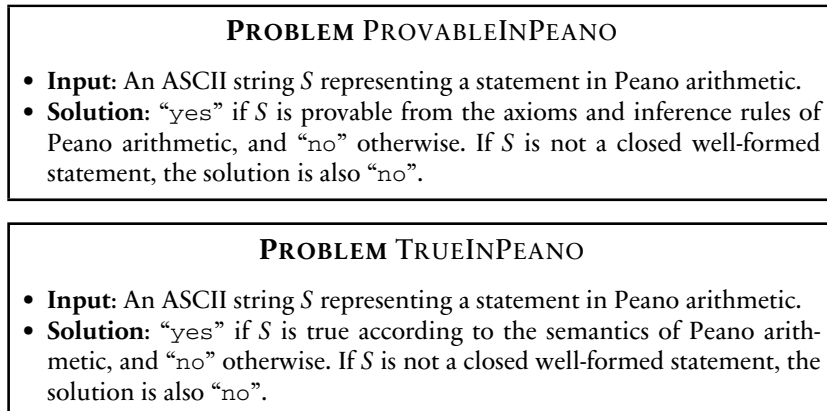 PROBLEM PROVABLEINPEANO
• Input: An ASCII string S representing a statement in Peano arithmetic.
• Solution: “yes” if S is provable from the axioms and inference rules of
Peano arithmetic, and “no” otherwise. If S is not a closed well-formed
statement, the solution is also “no”.
PROBLEM TRUEINPEANO
• Input: An ASCII string S representing a statement in Peano arithmetic.
• Solution: “yes” if S is true according to the semantics of Peano arith-
metic, and “no” otherwise. If S is not a closed well-formed statement, the
solution is also “no”.